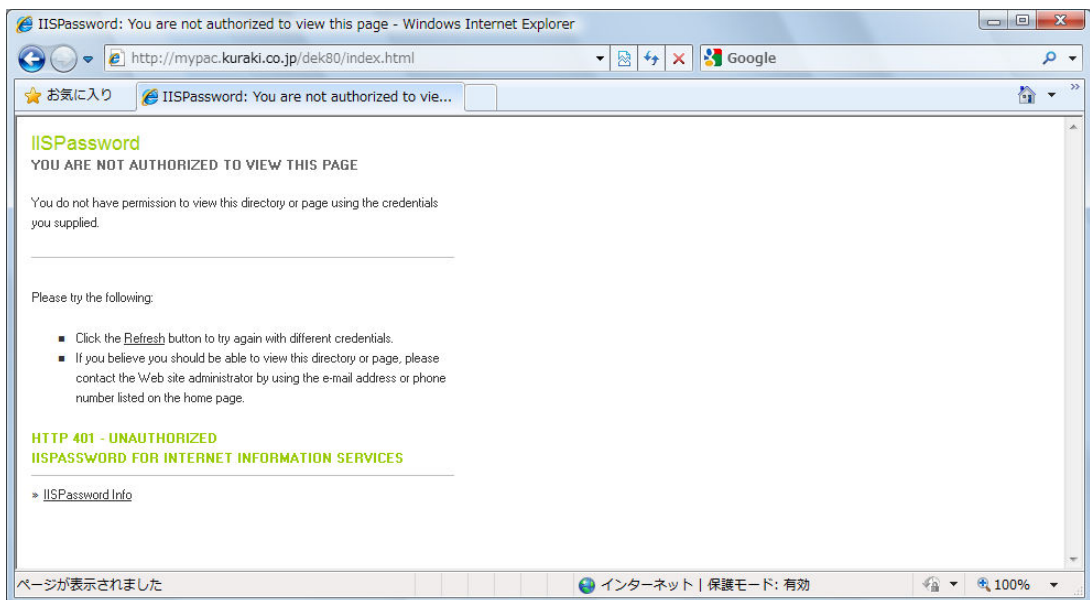 IISPassword: You are not authorized to view this page - Windows Internet Explorer
http://mypac.kuraki.co.jp/dek80/index.html
Google
お気に入り
IISPassword: You are not authorized to vie...
IISPassword
YOU ARE NOT AUTHORIZED TO VIEW THIS PAGE
You do not have permission to view this directory or page using the credentials
you supplied.
Please try the following:
Click the Refresh button to try again with different credentials.
If you believe you should be able to view this directory or page, please
contact the Web site administrator by using the e-mail address or phone
number listed on the home page.
HTTP 401 - UNAUTHORIZED
IISPASSWORD FOR INTERNET INFORMATION SERVICES
» IISPassword Info
ページが表示されました
インターネット | 保護モード: 有効
100%